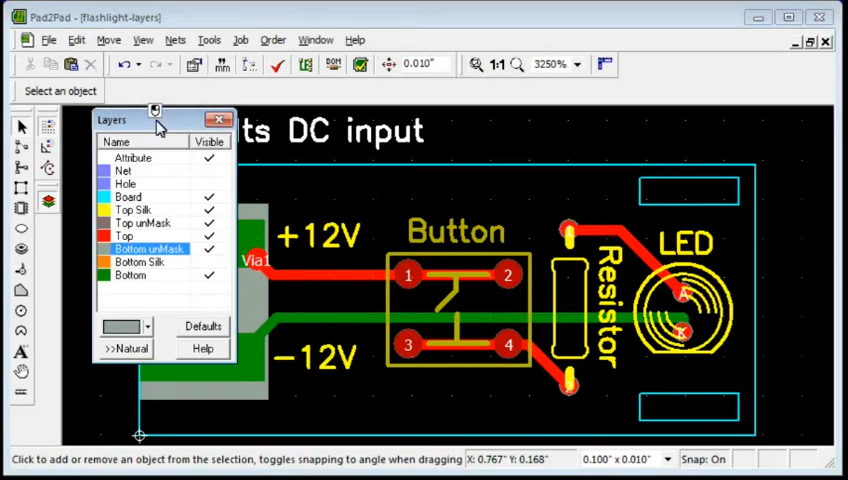 Pad2Pad - [flashlight-layers]
File Edit Move View Nets Tools Job Order Window Help
mm DOM 0.010" 1:1 3250%
Select an object
Layers
Name Visible
Attribute
Net
Hole
Board
Top Silk
Top unMask
Top
Bottom unMask
Bottom Silk
Bottom
Defaults
>>Natural Help
lts DC input
+12V
Button
LED
Via1
1 2
Resistor
A
K
3 4
-12V
A
Click to add or remove an object from the selection, toggles snapping to angle when dragging X: 0.767" Y: 0.168" 0.100" x 0.010" Snap: On